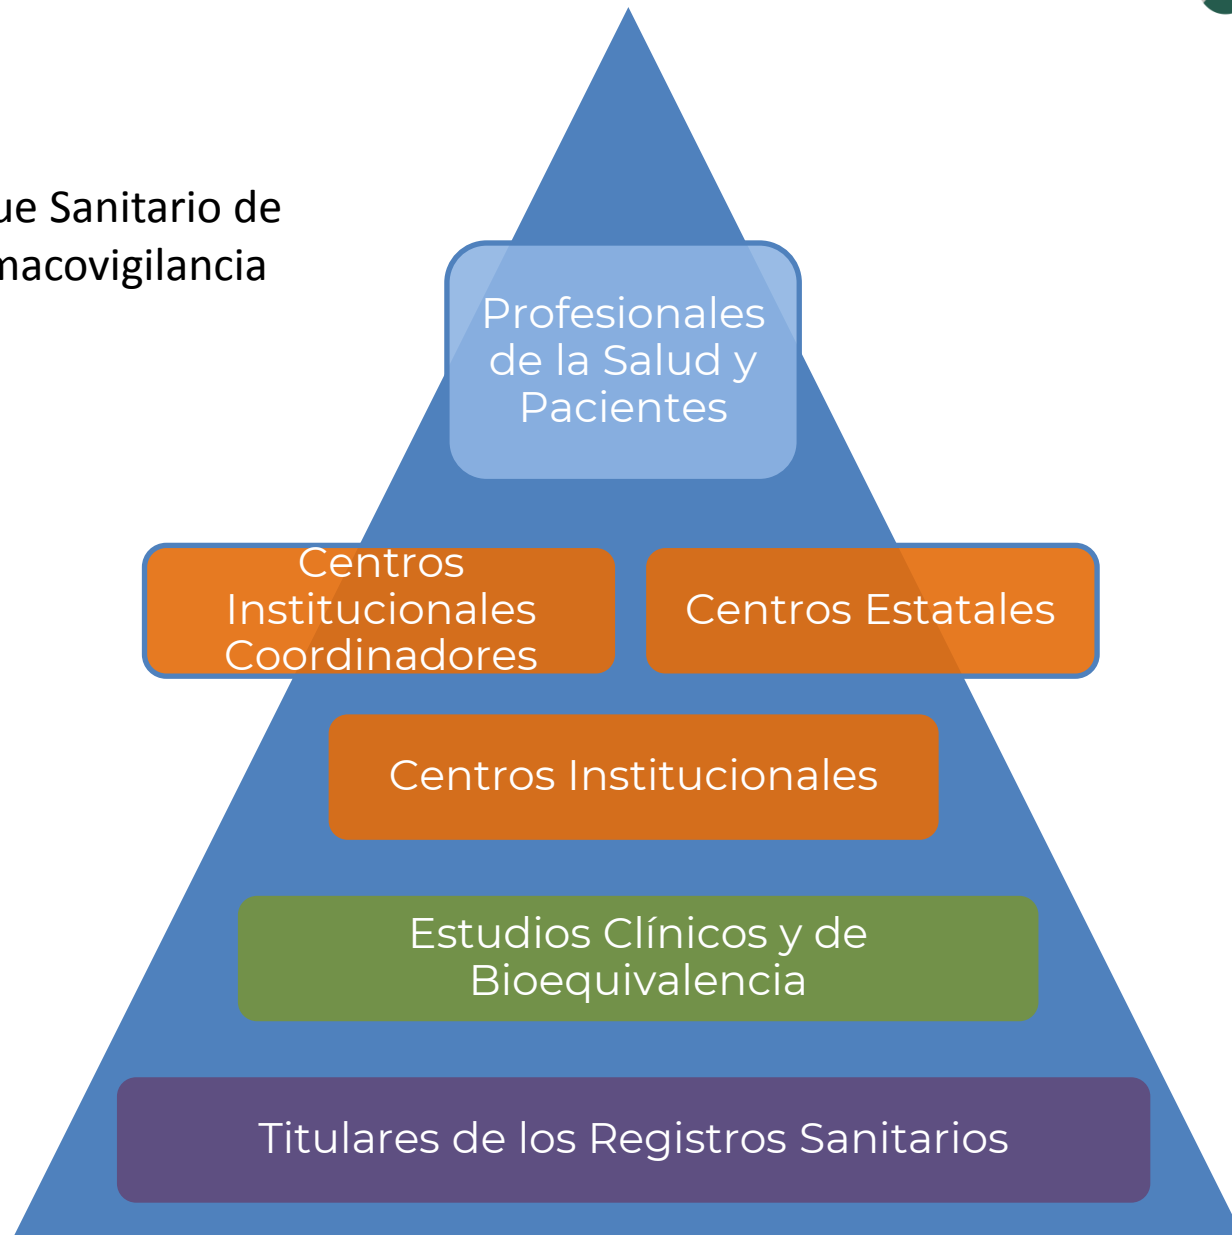 ue Sanitario de
macovigilancia
Profesionales
de la Salud y
Pacientes
Centros
Institucionales
Coordinadores
Centros Estatales
Centros Institucionales
Estudios Clínicos y de
Bioequivalencia
Titulares de los Registros Sanitarios